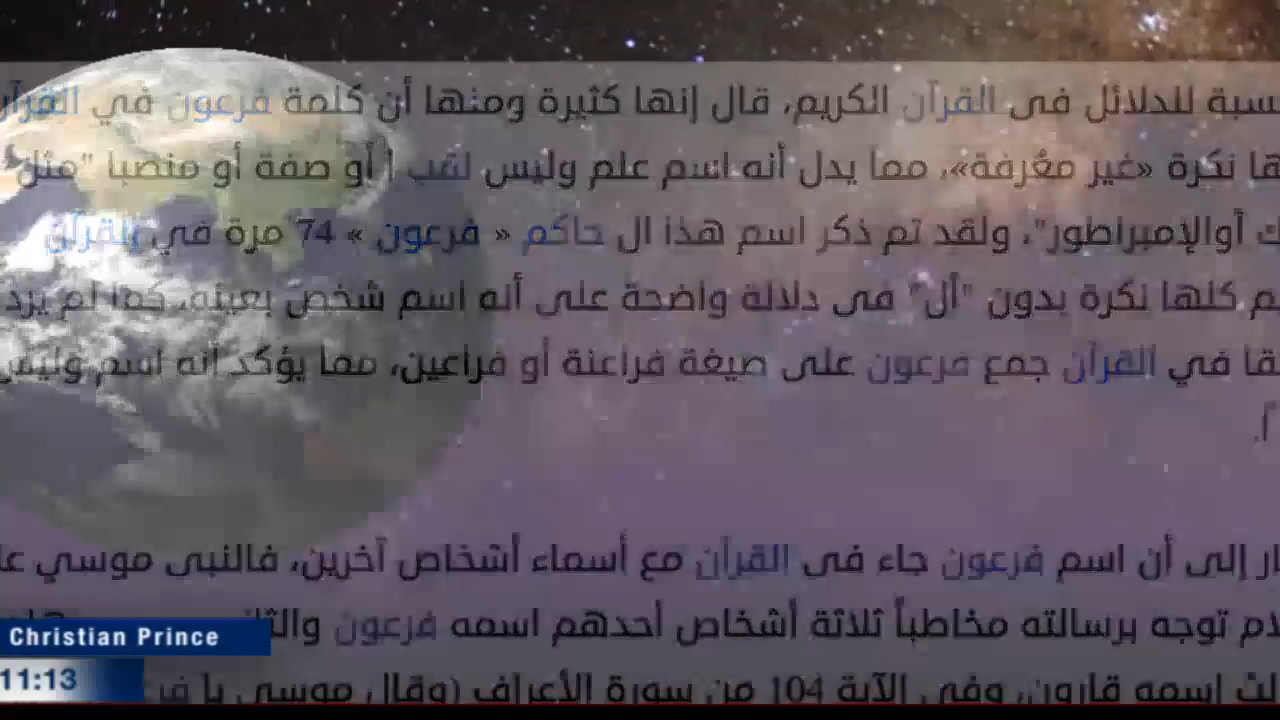 للدلائل فى القرآن الكريم، قال إنها كثيرة ومنها أن كلمة فرعون في القرآن
نكرة «غير معُرفة»، مما يدل أنه اسم علم وليس لقب ا أو صفة أو منصبا "مثل
أوالإمبراطور"، ولقد تم ذكر اسم هذا ال حاكم « فرعون » 74 مرة في القرآن
كلها نكرة بدون "أل" فى دلالة واضحة على أنه اسم شخص بعينه، كما لم يرد
في القرآن جمع فرعون على صيغة فراعنة أو فراعين، مما يؤكد أنه اسم وليس
إلى أن اسم فرعون جاء فى القرآن مع أسماء أشخاص آخرين، فالنبى موسي
توجه برسالته مخاطباً ثلاثة أشخاص أحدهم اسمه فرعون
اسمه قارون، وفى الآية 104 من سورة الأعراف (وقال موسى يا
Christian Prince
11:13